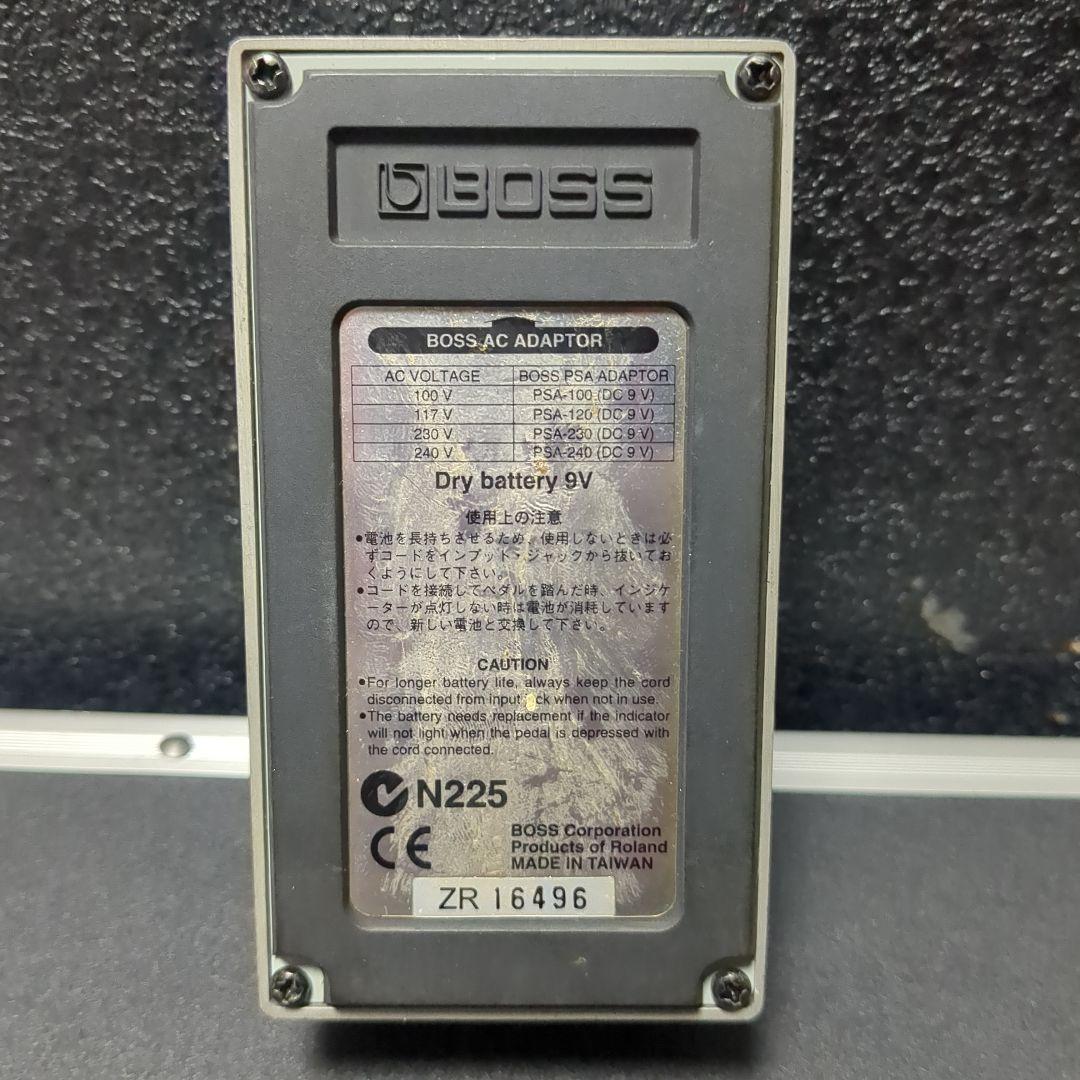 BOSS
BOSS AC ADAPTOR
AC VOLTAGE BOSS PSA ADAPTOR
100 V PSA-100 (DC 9 V)
117 V PSA-120 (DC 9 V)
230 V PSA-230 (DC 9 V)
240 V PSA-240 (DC 9 V)
Dry battery 9V
使用上の注意
●電池を長持ちさせるため、使用しないときは必
ずコードをインプット・ジャックから抜いてお
くようにして下さい。
●コードを接続してペダルを踏んだ時、インジケ
ーターが点灯しない時は電池が消耗しています
ので、新しい電池と交換して下さい。
CAUTION
●For longer battery life, always keep the cord
disconnected from input jack when not in use.
●The battery needs replacement if the indicator
will not light when the pedal is depressed with
the cord connected.
N225
CE
BOSS Corporation
Products of Roland
MADE IN TAIWAN
ZR 16496